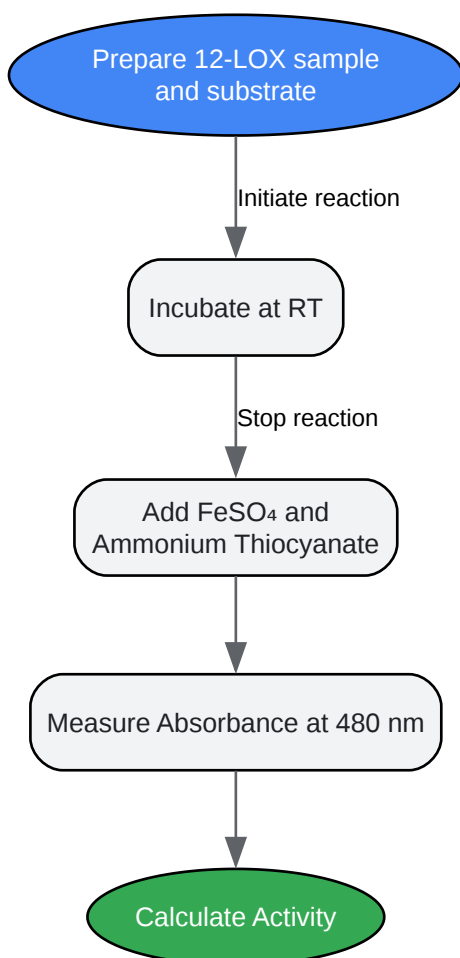 Prepare 12-LOX sample
and substrate
Initiate reaction
Incubate at RT
Stop reaction
Add FeSO₄ and
Ammonium Thiocyanate
Measure Absorbance at 480 nm
Calculate Activity